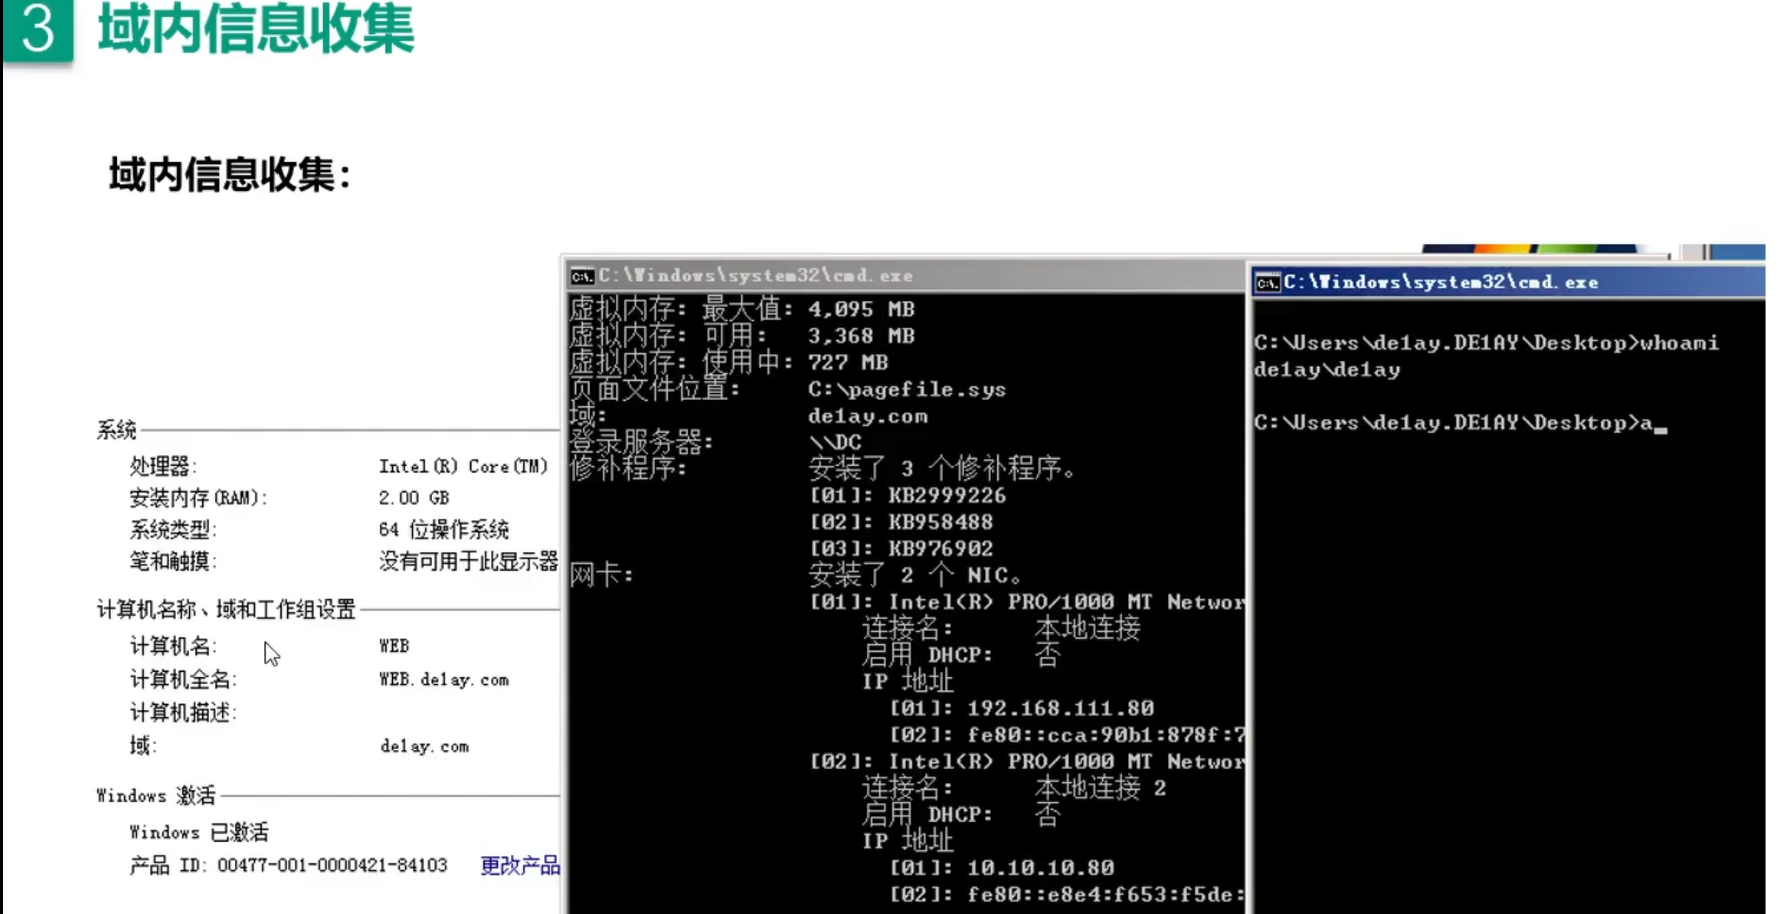 3 域内信息收集
域内信息收集：
系统
处理器: Intel(R) Core(TM)
安装内存(RAM): 2.00 GB
系统类型: 64 位操作系统
笔和触摸: 没有可用于此显示器
计算机名称、域和工作组设置
计算机名: WEB
计算机全名: WEB.de1ay.com
计算机描述:
域: de1ay.com
Windows 激活
Windows 已激活
产品 ID: 00477-001-0000421-84103 更改产品
C:\Windows\system32\cmd.exe
虚拟内存: 最大值: 4,095 MB
虚拟内存: 可用: 3,368 MB
虚拟内存: 使用中: 727 MB
页面文件位置: C:\pagefile.sys
域: de1ay.com
登录服务器: \\DC
修补程序: 安装了 3 个修补程序。
[01]: KB2999226
[02]: KB958488
[03]: KB976902
网卡: 安装了 2 个 NIC。
[01]: Intel(R) PRO/1000 MT Networ
连接名: 本地连接
启用 DHCP: 否
IP 地址
[01]: 192.168.111.80
[02]: fe80::cca:90b1:878f:7
[02]: Intel(R) PRO/1000 MT Networ
连接名: 本地连接 2
启用 DHCP: 否
IP 地址
[01]: 10.10.10.80
[02]: fe80::e8e4:f653:f5de:
C:\Windows\system32\cmd.exe
C:\Users\de1ay.DE1AY\Desktop>whoami
de1ay\de1ay
C:\Users\de1ay.DE1AY\Desktop>a_